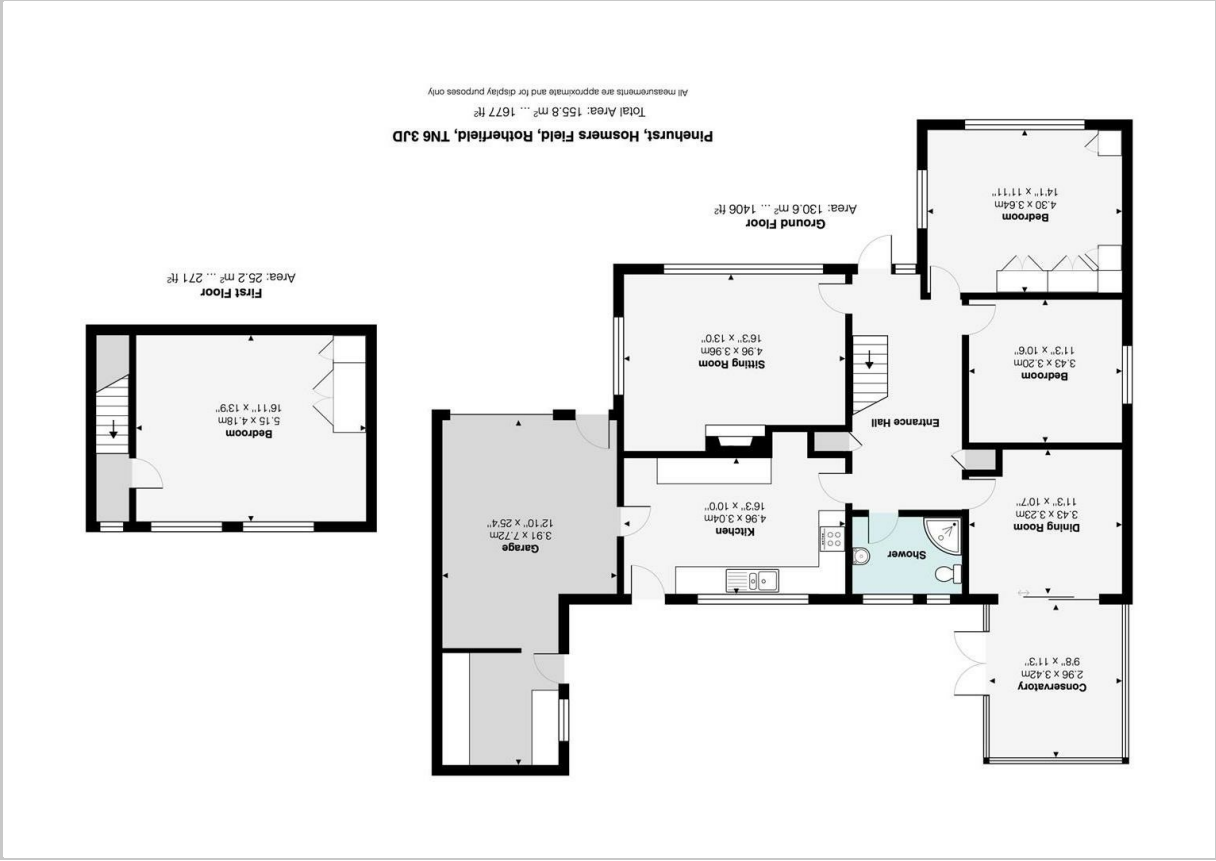 Conservatory
2.96 x 3.42m
9'8'' x 11'3''
Dining Room
3.43 x 3.23m
11'3'' x 10'7''
Shower
Kitchen
4.96 x 3.04m
16'3'' x 10'0''
Garage
3.91 x 7.72m
12'10'' x 25'4''
Entrance Hall
Bedroom
3.43 x 3.20m
11'3'' x 10'6''
Sitting Room
4.96 x 3.96m
16'3'' x 13'0''
Bedroom
4.30 x 3.64m
14'1'' x 11'11''
Ground Floor
Area: 130.6 m² ... 1406 ft²
Bedroom
5.15 x 4.18m
16'11'' x 13'9''
First Floor
Area: 25.2 m² ... 271 ft²
Pinehurst, Hosmers Field, Rotherfield, TN6 3JD
Total Area: 155.8 m² ... 1677 ft²
All measurements are approximate and for display purposes only